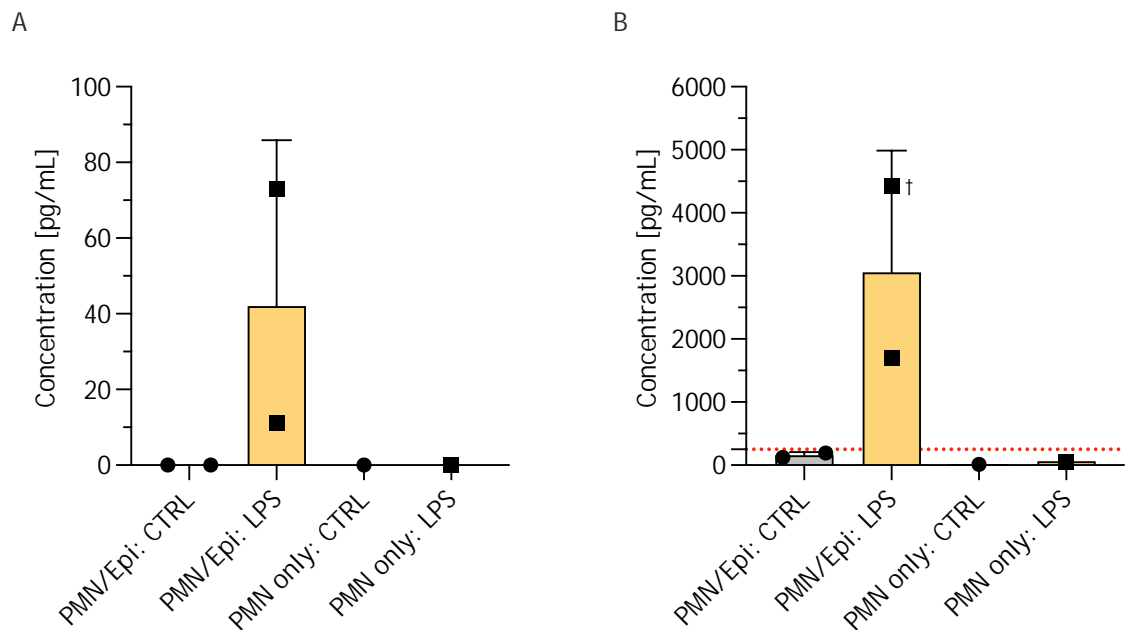 A
Concentration [pg/mL]
100
80
60
40
20
0
PMN/Epi: CTRL
PMN/Epi: LPS
PMN only: CTRL
PMN only: LPS
B
Concentration [pg/mL]
6000
5000
4000
3000
2000
1000
0
†
PMN/Epi: CTRL
PMN/Epi: LPS
PMN only: CTRL
PMN only: LPS